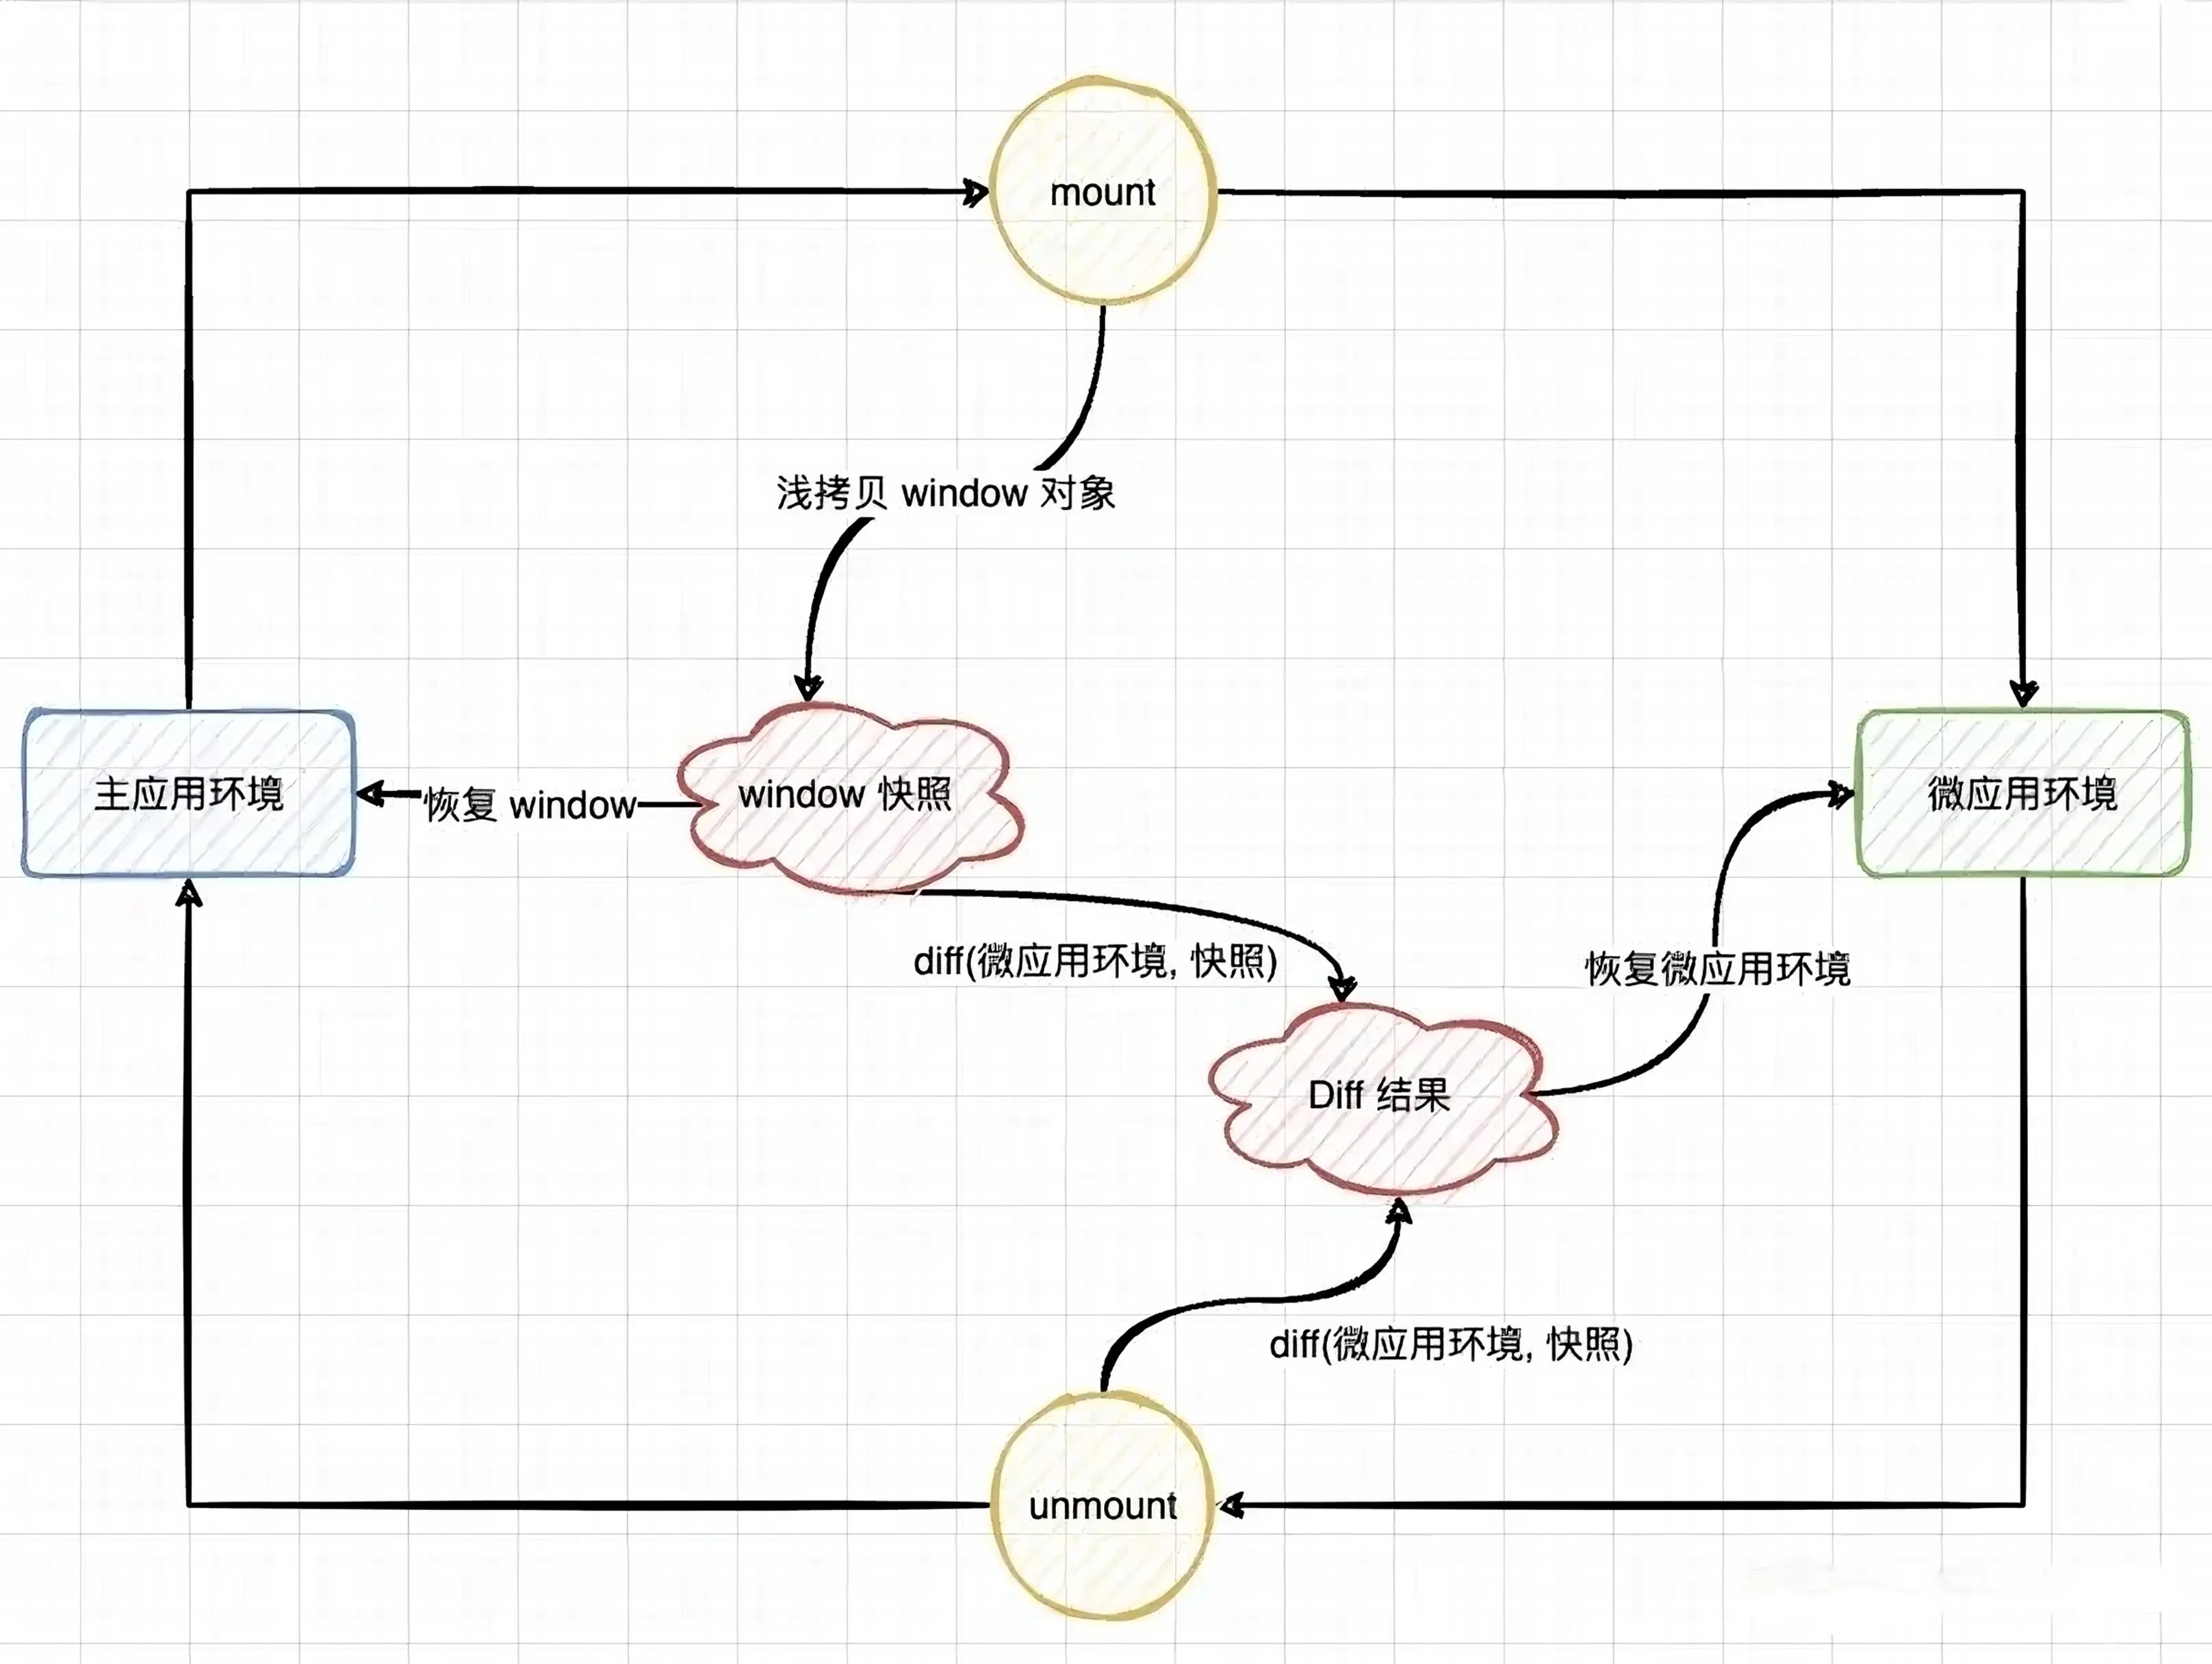 mount
浅拷贝 window 对象
主应用环境
恢复 window
window 快照
微应用环境
diff(微应用环境, 快照)
恢复微应用环境
Diff 结果
diff(微应用环境, 快照)
unmount